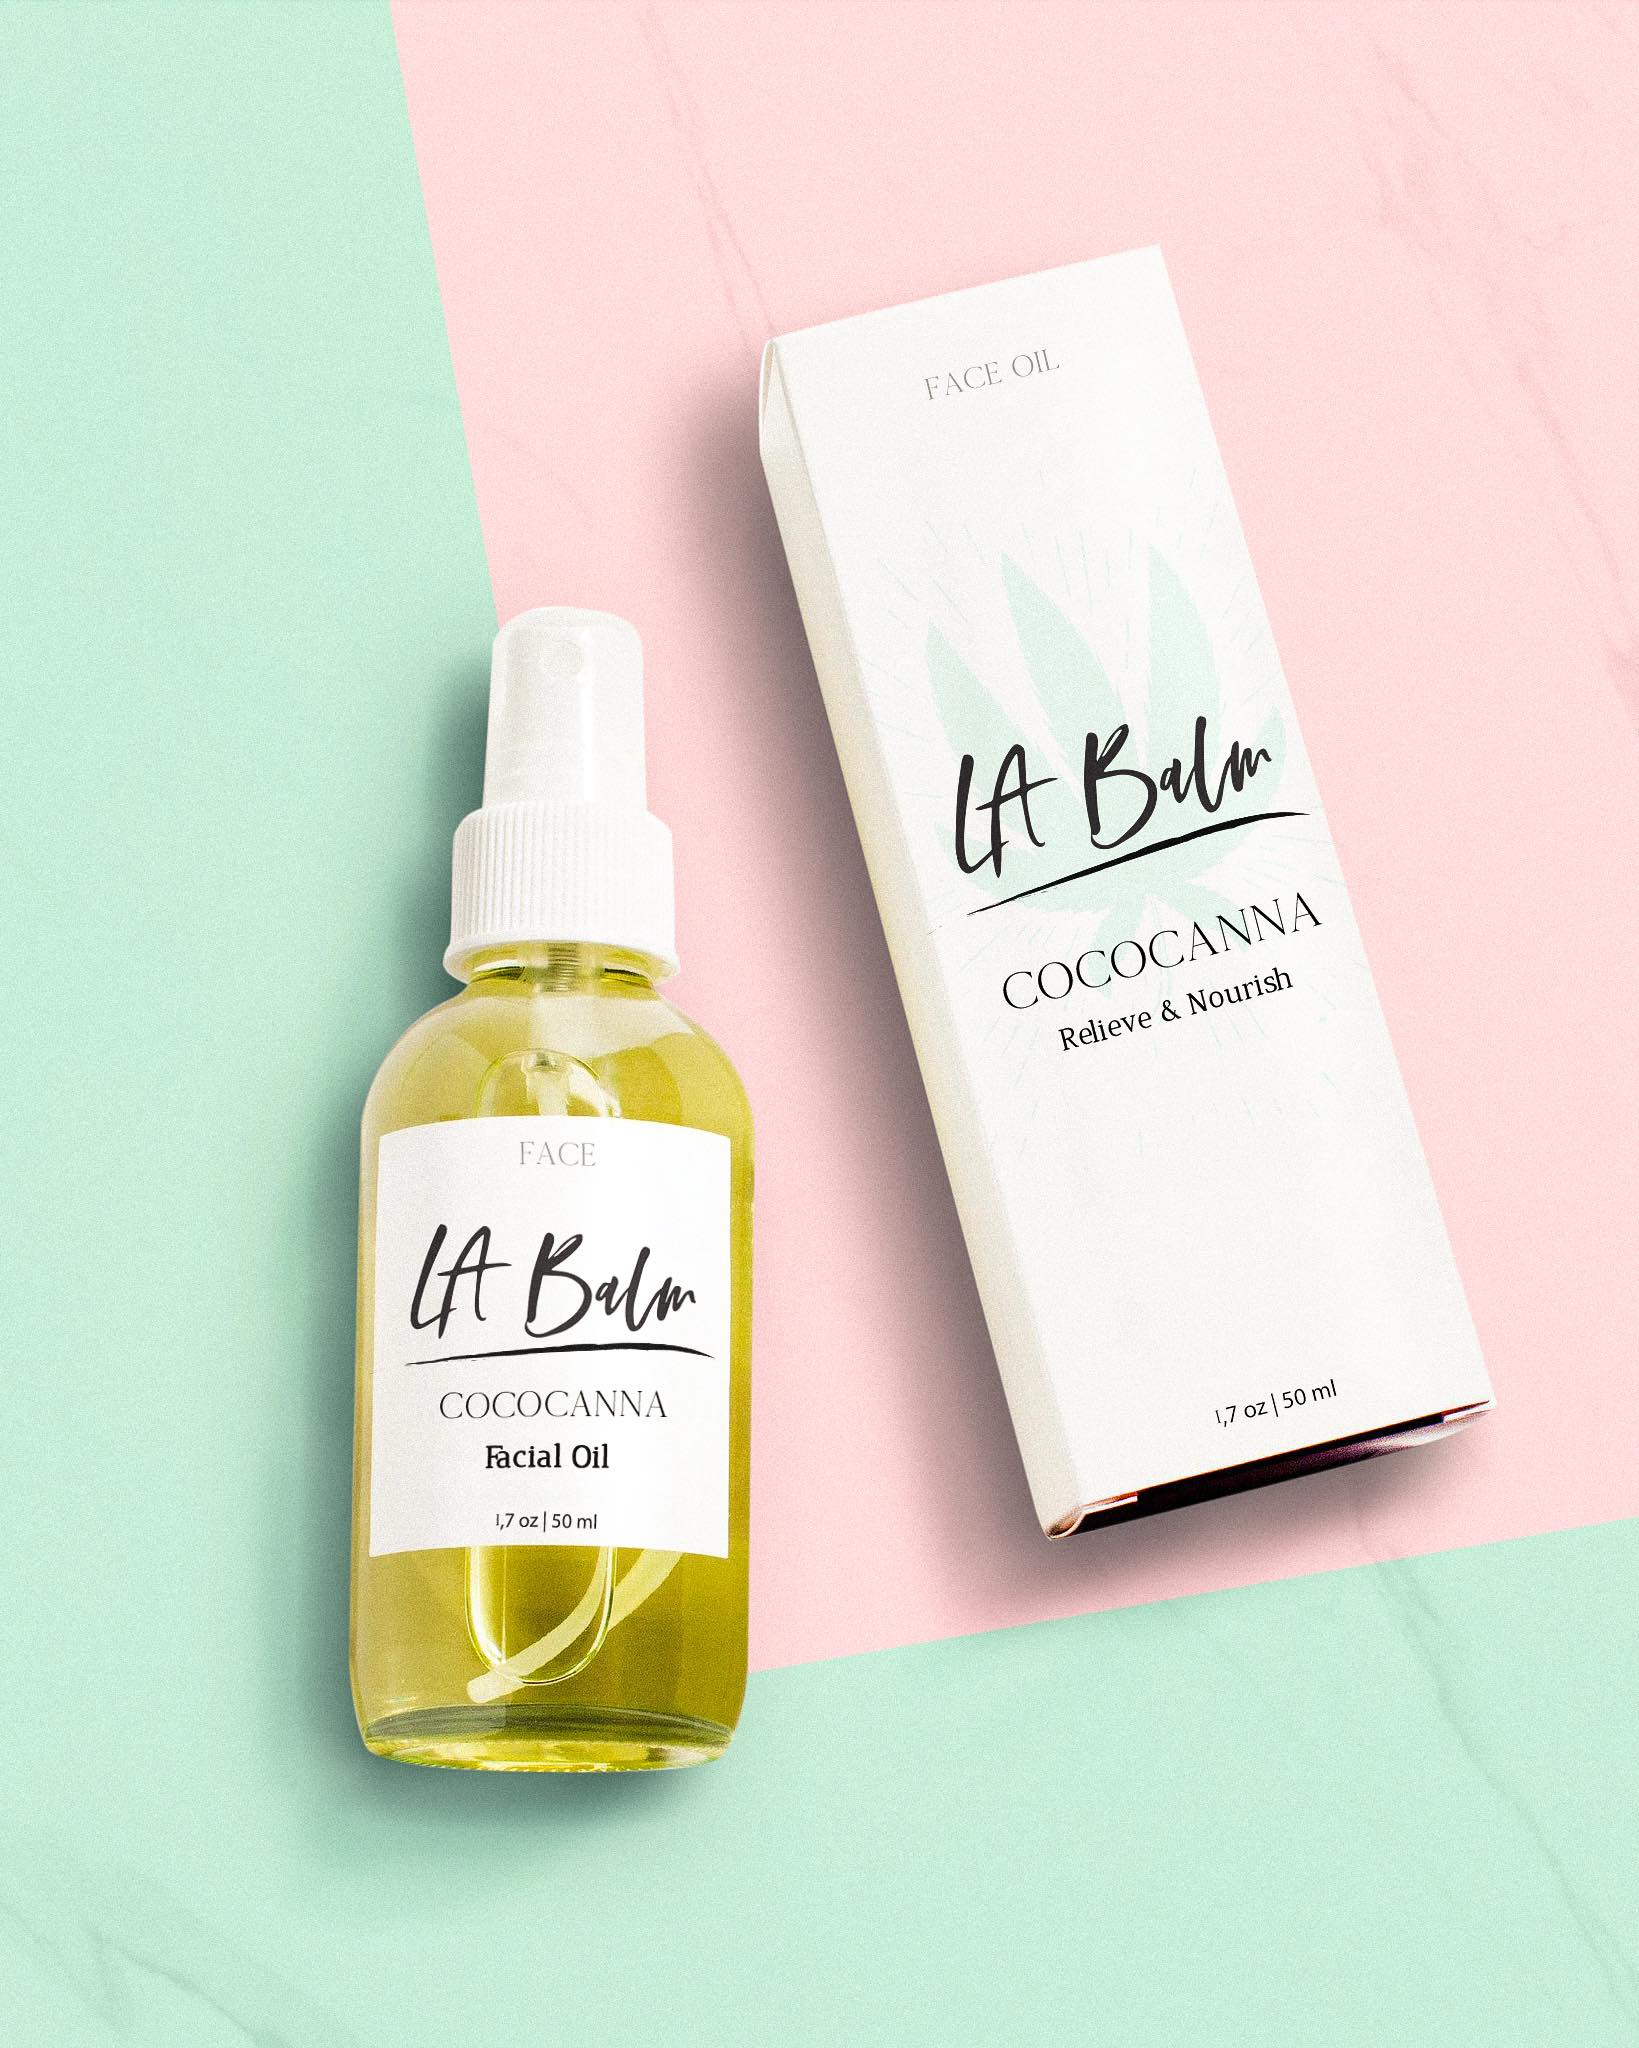 FACE OIL
LA Balm
COCOCANNA
Relieve & Nourish
1,7 oz | 50 ml
FACE
LA Balm
COCOCANNA
Facial Oil
1,7 oz | 50 ml